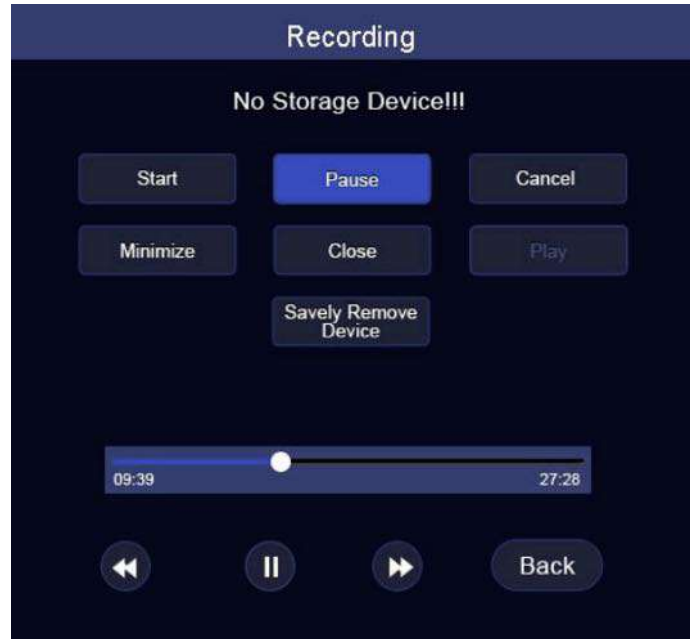 Recording
No Storage Device!!!
Start Pause Cancel
Minimize Close Play
Savely Remove
Device
09:39 27:28
Back